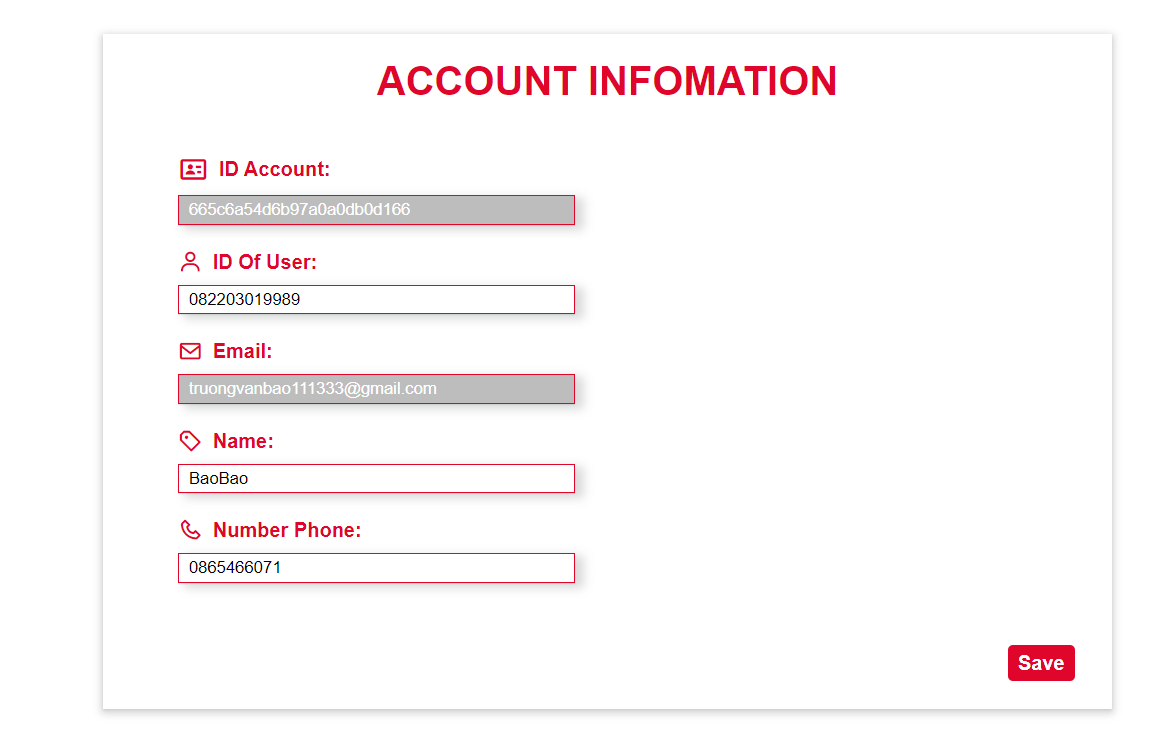 ACCOUNT INFOMATION
ID Account:
665c6a54d6b97a0a0db0d166
ID Of User:
082203019989
Email:
truongvanbao111333@gmail.com
Name:
BaoBao
Number Phone:
0865466071
Save